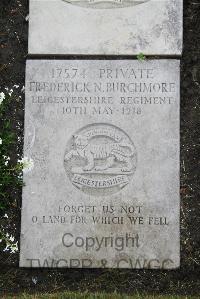 17574 PRIVATE
FREDERICK N. BURCHMORE
LEICESTERSHIRE REGIMENT
10TH MAY 1918
HINDOOSTAN
LEICESTERSHIRE
FORGET US NOT
O LAND FOR WHICH WE FELL
Copyright
TWGPP & CWGC